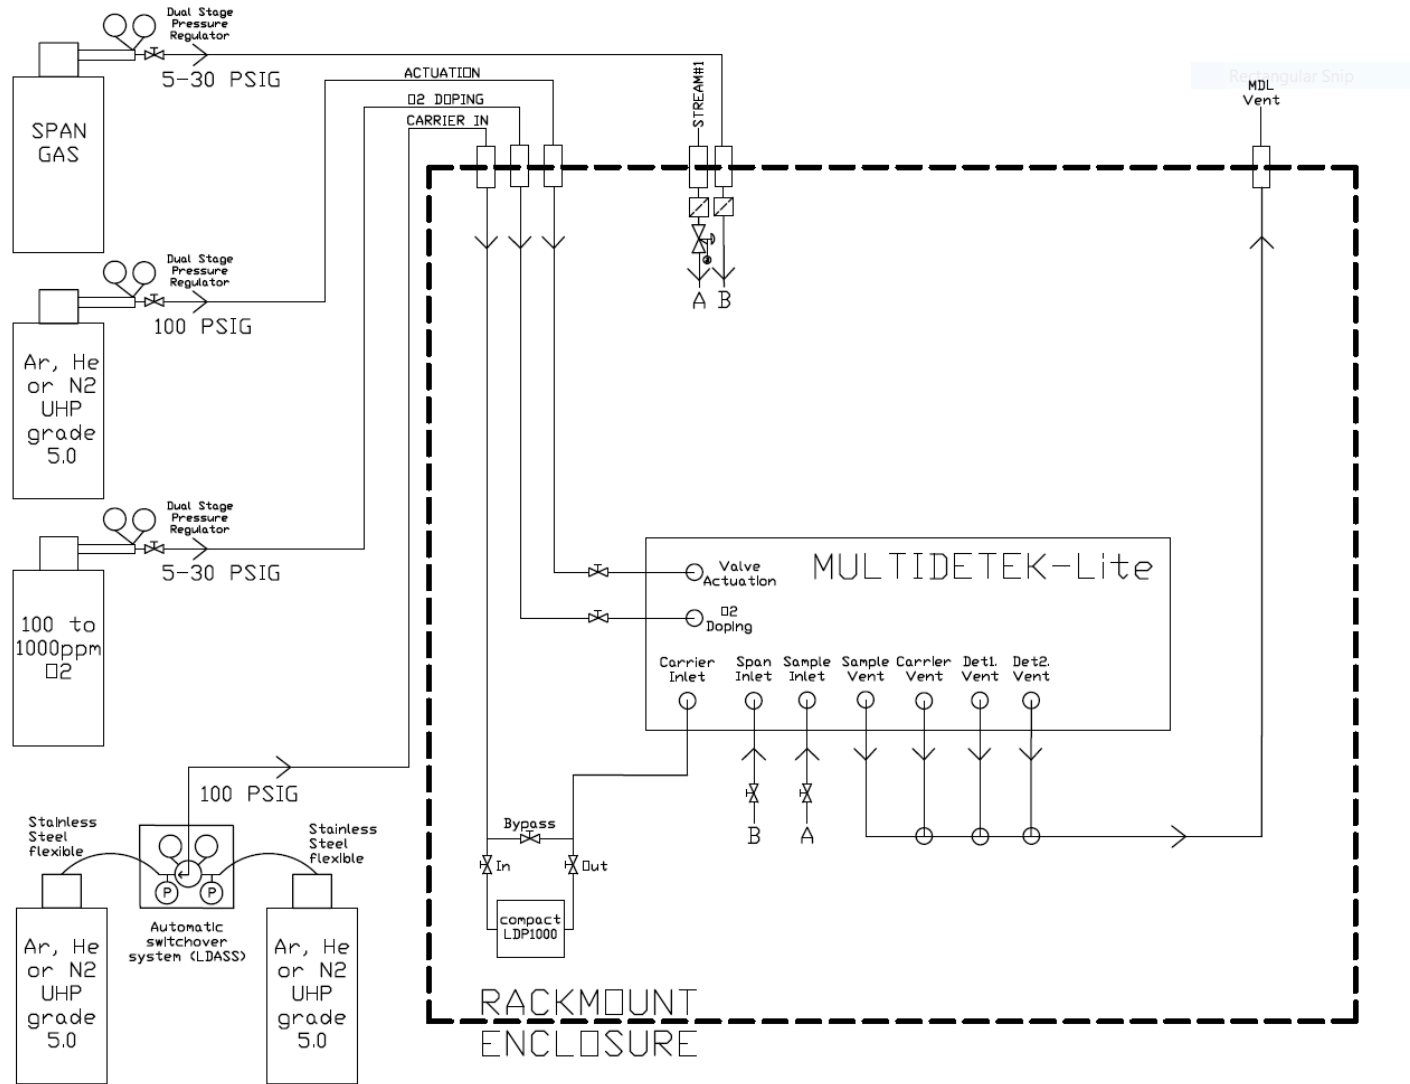 Dual Stage
Pressure
Regulator
5-30 PSIG
SPAN
GAS
ACTUATION
O2 DOPING
CARRIER IN
STREAM#1
Rectangular Snip
MDL
Vent
A B
Dual Stage
Pressure
Regulator
100 PSIG
Ar, He
or N2
UHP
grade
5.0
Dual Stage
Pressure
Regulator
5-30 PSIG
100 to
1000ppm
O2
MULTIDETEK-Lite
Valve
Actuation
O2
Doping
Carrier
Inlet
Span
Inlet
Sample
Inlet
Sample
Vent
Carrier
Vent
Det1.
Vent
Det2.
Vent
B
A
100 PSIG
Stainless
Steel
flexible
Stainless
Steel
flexible
P
P
Automatic
switchover
system (LDASS)
Ar, He
or N2
UHP
grade
5.0
Ar, He
or N2
UHP
grade
5.0
Bypass
In
Out
compact
LDP1000
RACKMOUNT
ENCLOSURE